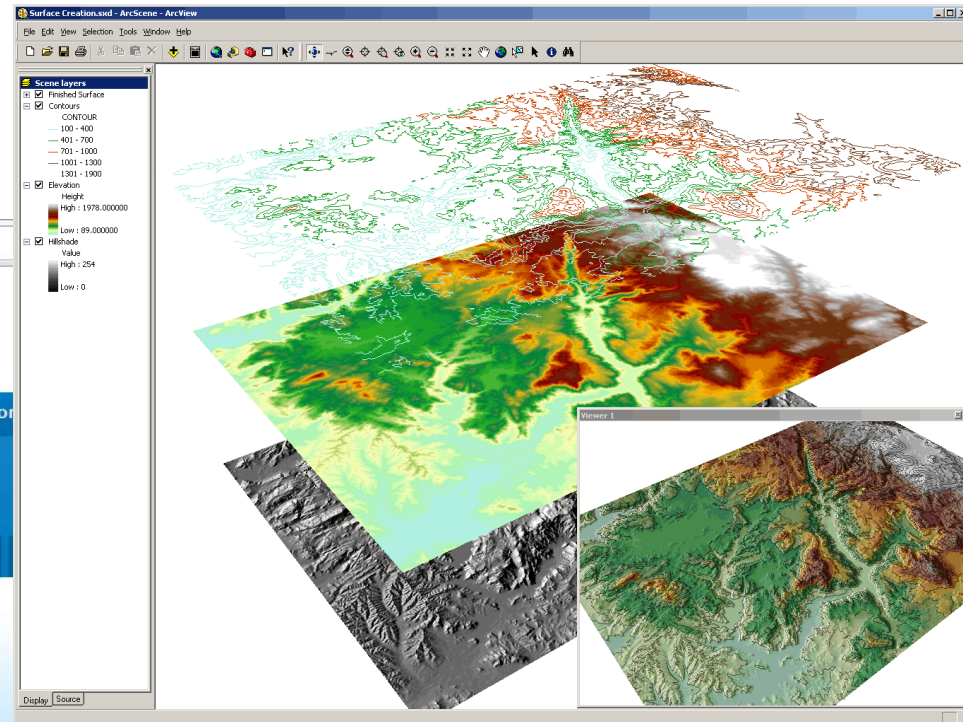 Surface Creation.sxd - ArcScene - ArcView
File Edit View Selection Tools Window Help
Scene layers
Finished Surface
Contours
CONTOUR
100 - 400
401 - 700
701 - 1000
1001 - 1300
1301 - 1900
Elevation
Height
High : 1978.000000
Low : 89.000000
Hillshade
Value
High : 254
Low : 0
Viewer 1
Display Source